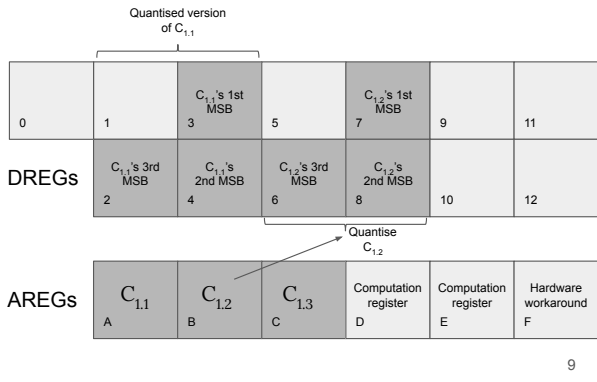 Quantised version
of C1.1
C1.1's 1st
MSB
C1.2's 1st
MSB
0
1
3
5
7
9
11
DREGs
C1.1's 3rd
MSB
C1.1's
2nd MSB
C1.2's 3rd
MSB
C1.2's
2nd MSB
2
4
6
8
10
12
Quantise
C1.2
AREGs
C1.1
C1.2
C1.3
Computation
register
Computation
register
Hardware
workaround
A
B
C
D
E
F
9